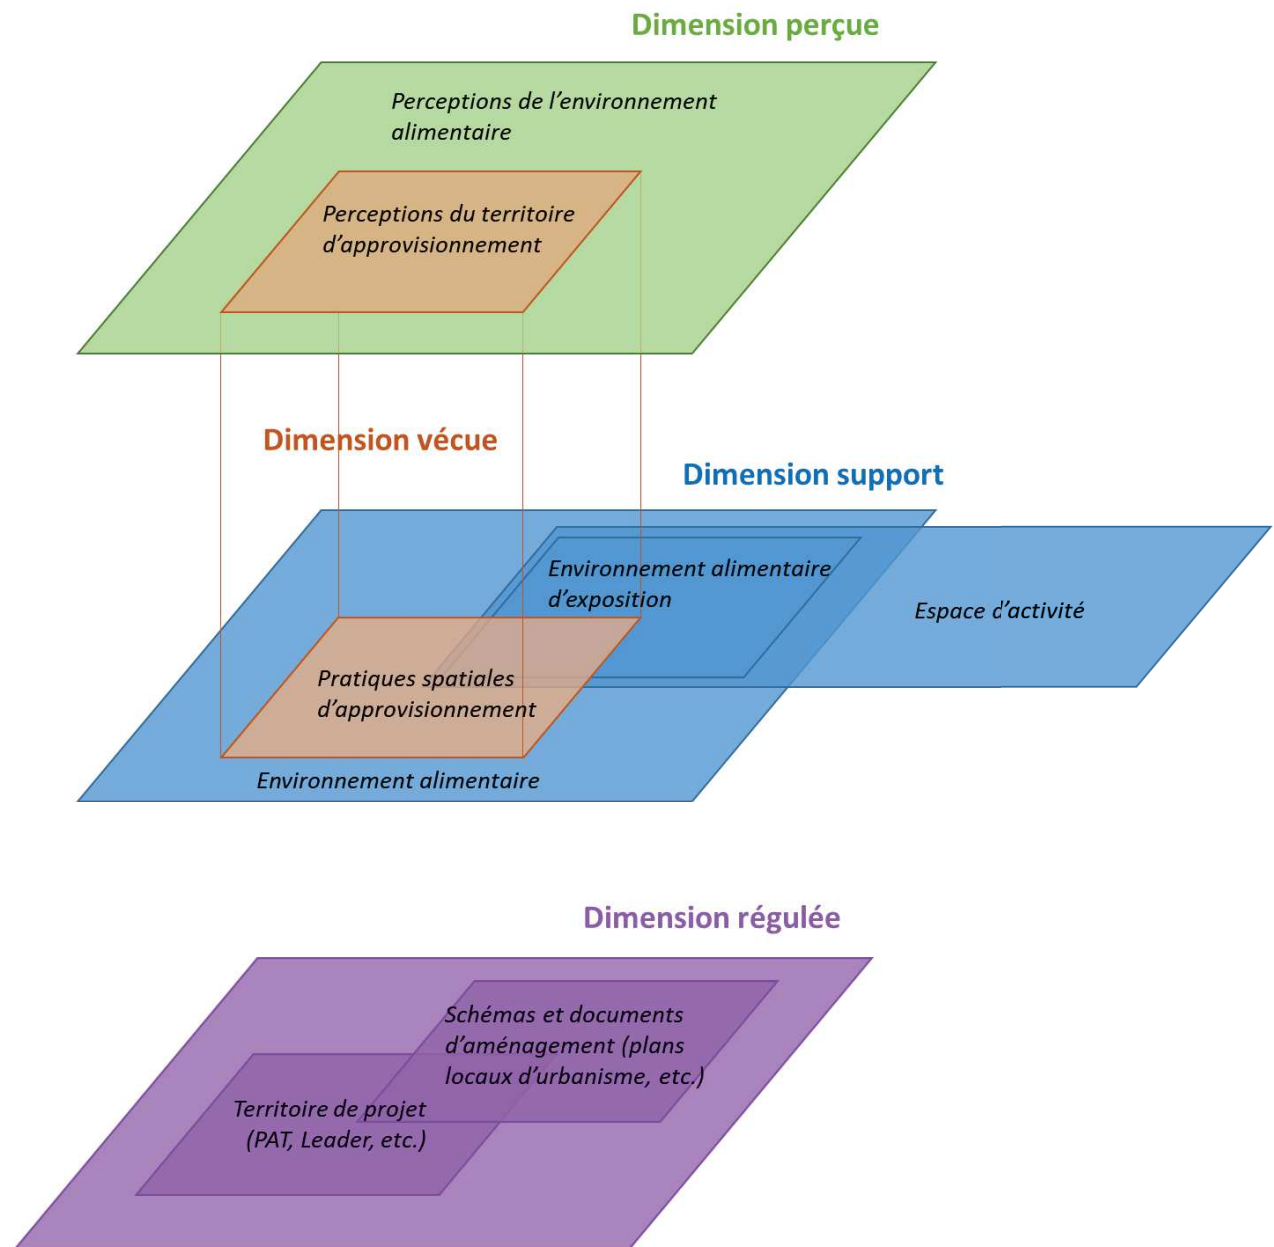 Dimension perçue
Perceptions de l’environnement
alimentaire
Perceptions du territoire
d’approvisionnement
Dimension vécue
Dimension support
Environnement alimentaire
d’exposition
Espace d’activité
Pratiques spatiales
d’approvisionnement
Environnement alimentaire
Dimension régulée
Schémas et documents
d’aménagement (plans
locaux d’urbanisme, etc.)
Territoire de projet
(PAT, Leader, etc.)